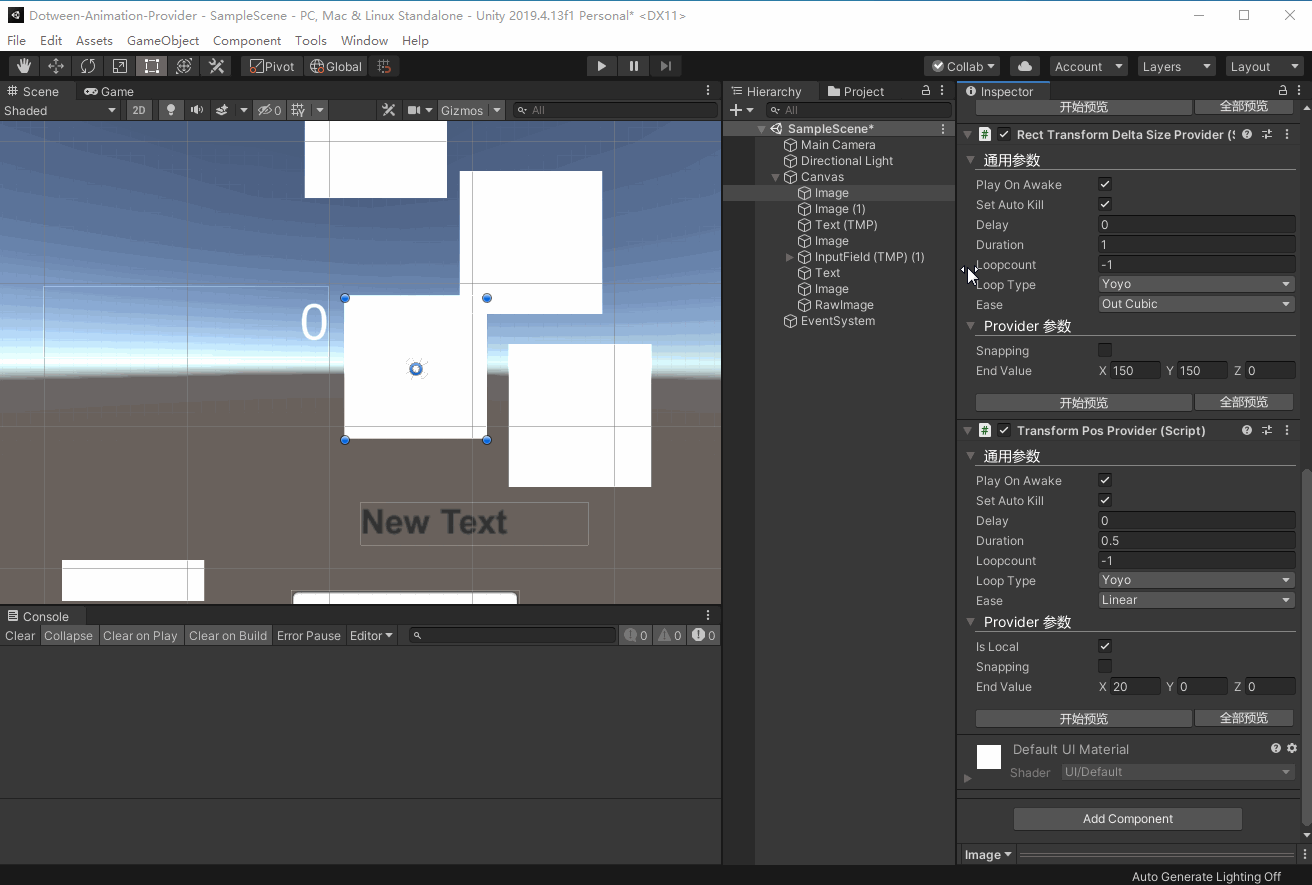 Dotween-Animation-Provider - SampleScene - PC, Mac & Linux Standalone - Unity 2019.4.13f1 Personal* <DX11>
File Edit Assets GameObject Component Tools Window Help
Pivot Global Collab Account Layers Layout
Scene Game
Shaded 2D 0 Gizmos All
0
New Text
Console
Clear Collapse Clear on Play Clear on Build Error Pause Editor 0 0 0
Hierarchy Project
All
SampleScene*
Main Camera
Directional Light
Canvas
Image
Image (1)
Text (TMP)
Image
InputField (TMP) (1)
Text
Image
RawImage
EventSystem
Inspector
开始预览 全部预览
# Rect Transform Delta Size Provider (S
通用参数
Play On Awake
Set Auto Kill
Delay 0
Duration 1
Loopcount -1
Loop Type Yoyo
Ease Out Cubic
Provider 参数
Snapping
End Value X 150 Y 150 Z 0
开始预览 全部预览
# Transform Pos Provider (Script)
通用参数
Play On Awake
Set Auto Kill
Delay 0
Duration 0.5
Loopcount -1
Loop Type Yoyo
Ease Linear
Provider 参数
Is Local
Snapping
End Value X 20 Y 0 Z 0
开始预览 全部预览
Default UI Material
Shader UI/Default
Add Component
Image
Auto Generate Lighting Off